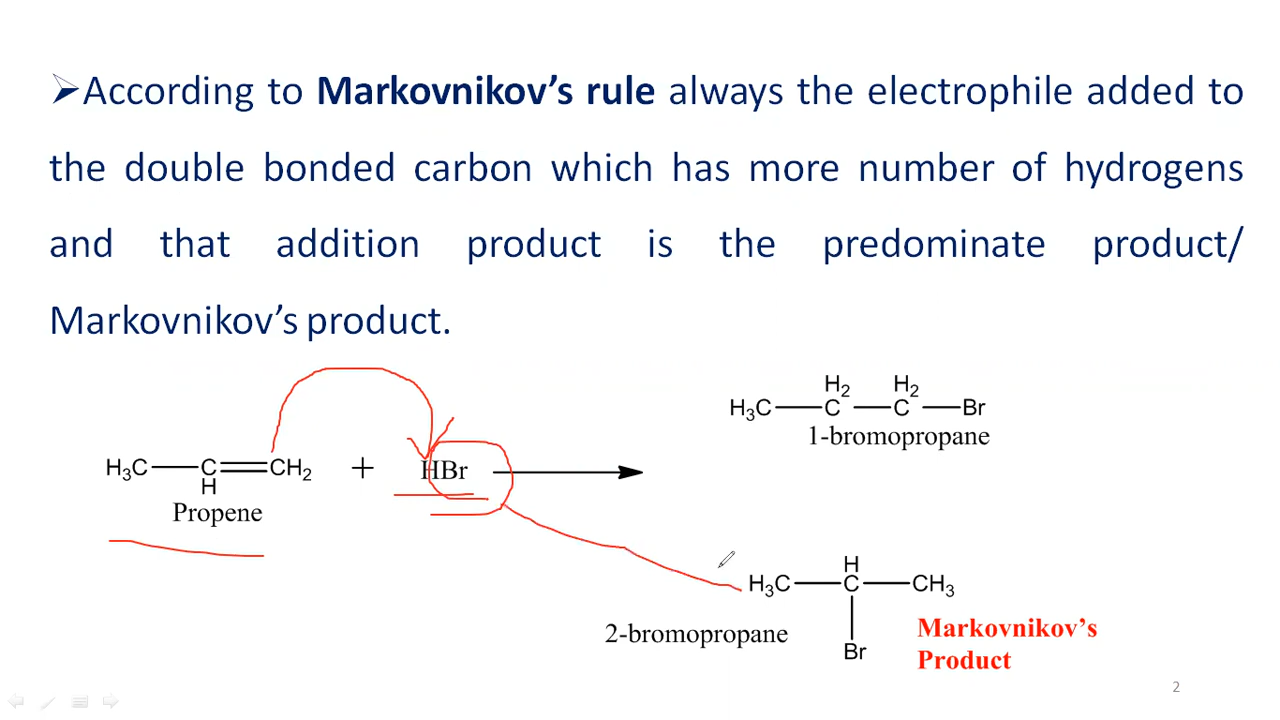 ➢According to Markovnikov’s rule always the electrophile added to
the double bonded carbon which has more number of hydrogens
and that addition product is the predominate product/
Markovnikov’s product.
H₂ H₂
H₃C C C Br
1-bromopropane
H₃C C CH₂ + HBr
H
Propene
H
H₃C C CH₃
Br
2-bromopropane
Markovnikov’s
Product
2